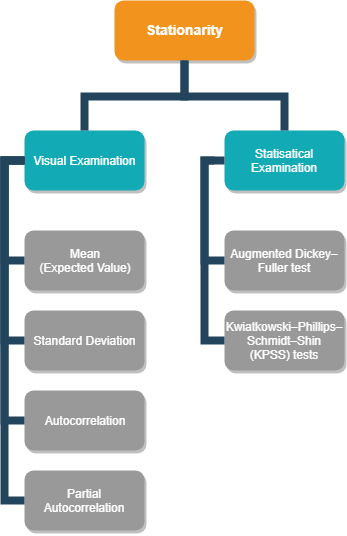 Stationarity
Visual Examination
Statisatical
Examination
Mean
(Expected Value)
Augmented Dickey–
Fuller test
Standard Deviation
Kwiatkowski–Phillips–
Schmidt–Shin
(KPSS) tests
Autocorrelation
Partial
Autocorrelation